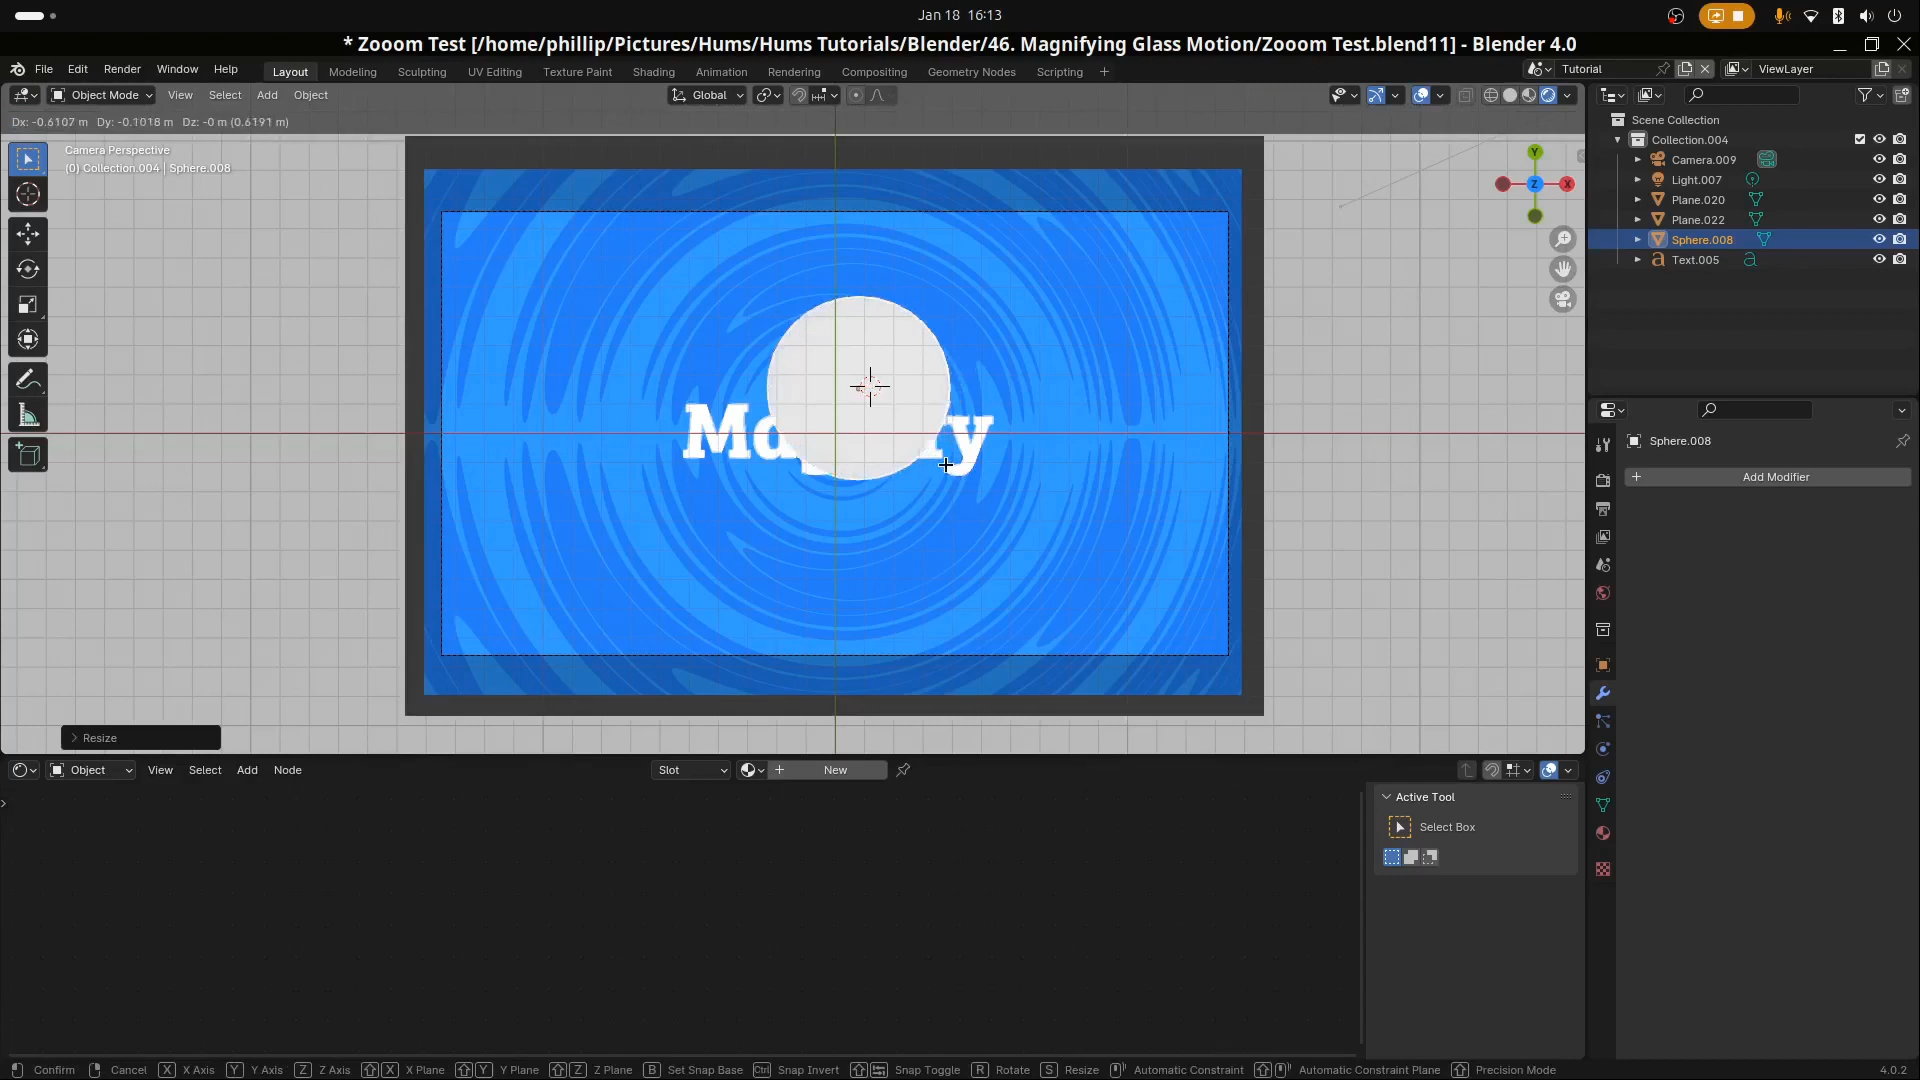 Jan 18 16:13
* Zooom Test [/home/phillip/Pictures/Hums/Hums Tutorials/Blender/46. Magnifying Glass Motion/Zooom Test.blend11] - Blender 4.0
File Edit Render Window Help Layout Modeling Sculpting UV Editing Texture Paint Shading Animation Rendering Compositing Geometry Nodes Scripting + Tutorial ViewLayer
Object Mode View Select Add Object Global
Dx: -0.6107 m Dy: -0.1018 m Dz: -0 m (0.6191 m)
Camera Perspective
(0) Collection.004 | Sphere.008
Y
Z X
Scene Collection
Collection.004
Camera.009
Light.007
Plane.020
Plane.022
Sphere.008
Text.005
Sphere.008
+ Add Modifier
Resize
Object View Select Add Node Slot + New
Active Tool
Select Box
Confirm Cancel X X Axis Y Y Axis Z Z Axis X X Plane Y Y Plane Z Z Plane B Set Snap Base Ctrl Snap Invert Snap Toggle R Rotate S Resize Automatic Constraint Automatic Constraint Plane Precision Mode 4.0.2